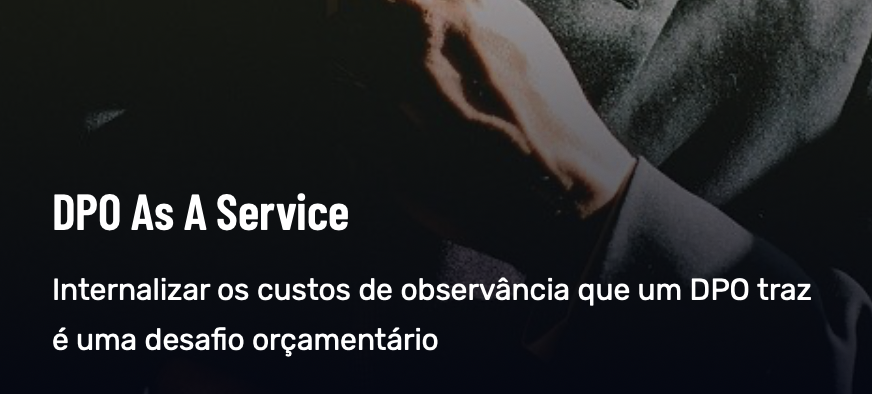 DPO As A Service
Internalizar os custos de observância que um DPO traz
é uma desafio orçamentário